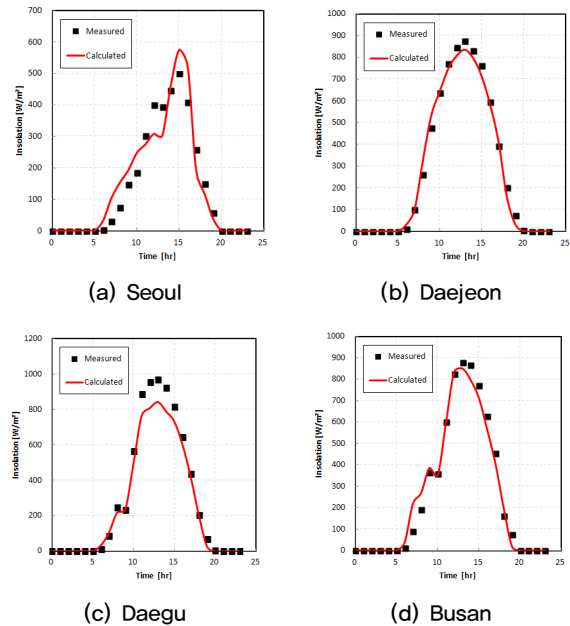 700
600
500
400
300
200
100
0
0 5 10 15 20 25
Insolation [W/m²]
Time [hr]
Measured
Calculated
(a) Seoul
1000
900
800
700
600
500
400
300
200
100
0
0 5 10 15 20 25
Insolation [W/m²]
Time [hr]
Measured
Calculated
(b) Daejeon
1200
1000
800
600
400
200
0
0 5 10 15 20 25
Insolation [W/m²]
Time [hr]
Measured
Calculated
(c) Daegu
1000
900
800
700
600
500
400
300
200
100
0
0 5 10 15 20 25
Insolation [W/m²]
Time [hr]
Measured
Calculated
(d) Busan